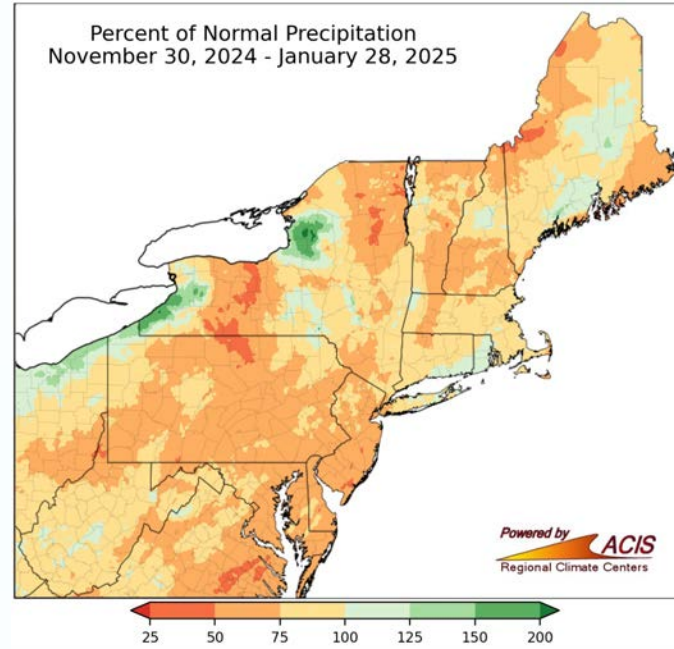 Percent of Normal Precipitation
November 30, 2024 - January 28, 2025
Powered by
ACIS
Regional Climate Centers
25 50 75 100 125 150 200